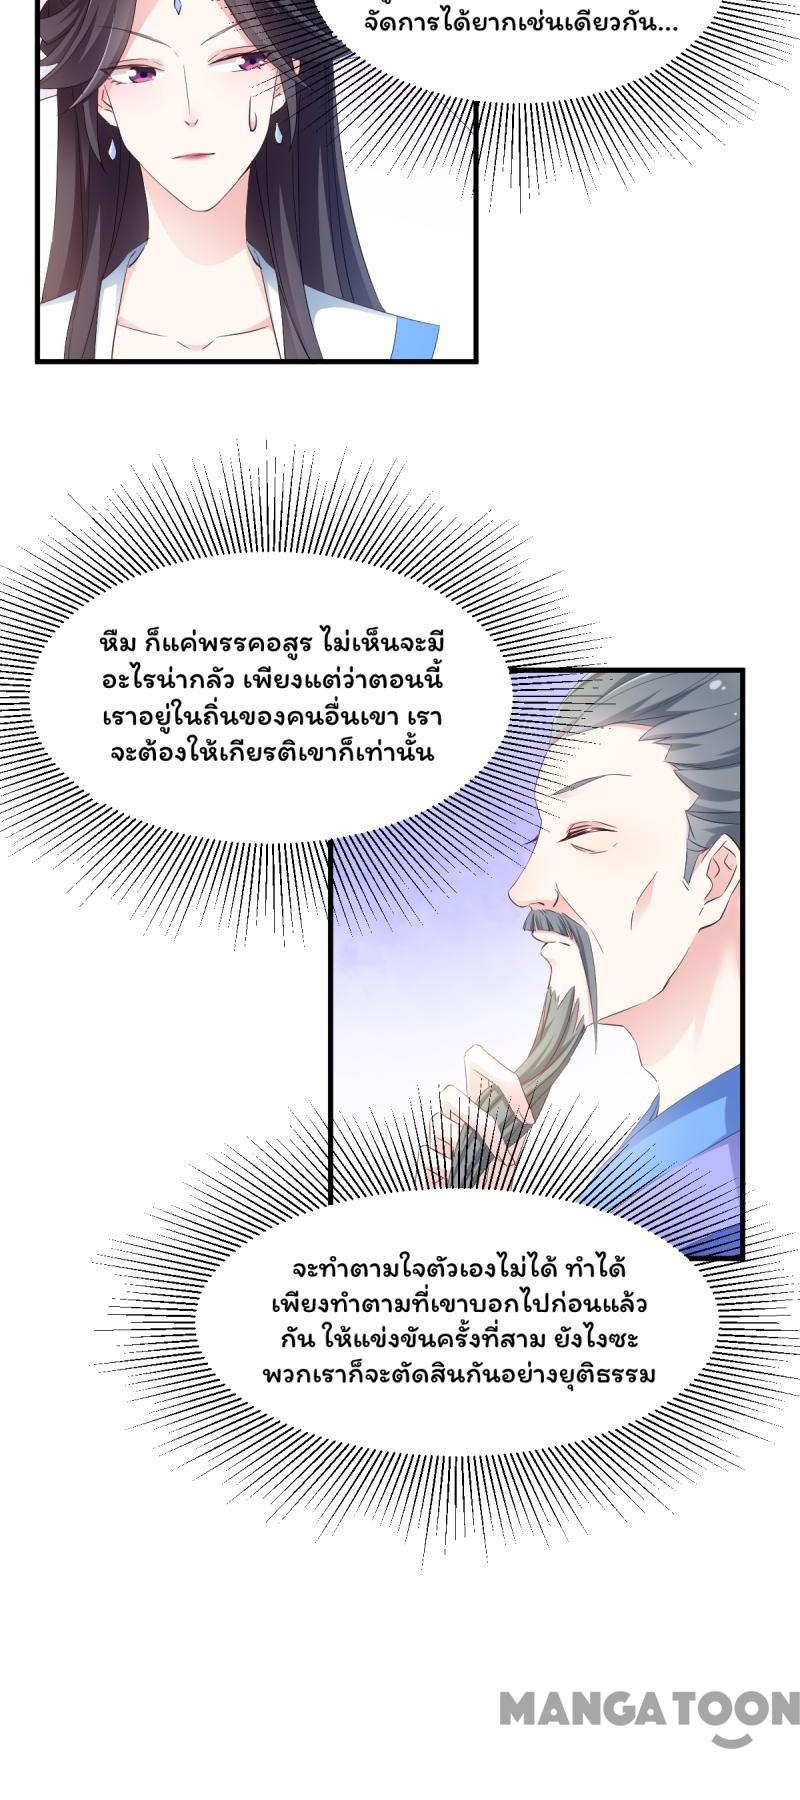 จัดการได้ยากเช่นเดียวกัน...
หืม ก็แค่พรรคอสูร ไม่เห็นจะมี
อะไรน่ากลัว เพียงแต่ว่าตอนนี้
เราอยู่ในถิ่นของคนอื่นเขา เรา
จะต้องให้เกียรติเขาก็เท่านั้น
จะทำตามใจตัวเองไม่ได้ ทำได้
เพียงทำตามที่เขาบอกไปก่อนแล้ว
กัน ให้แข่งขันครั้งที่สาม ยังไงซะ
พวกเราก็จะตัดสินกันอย่างยุติธรรม
MANGATOON